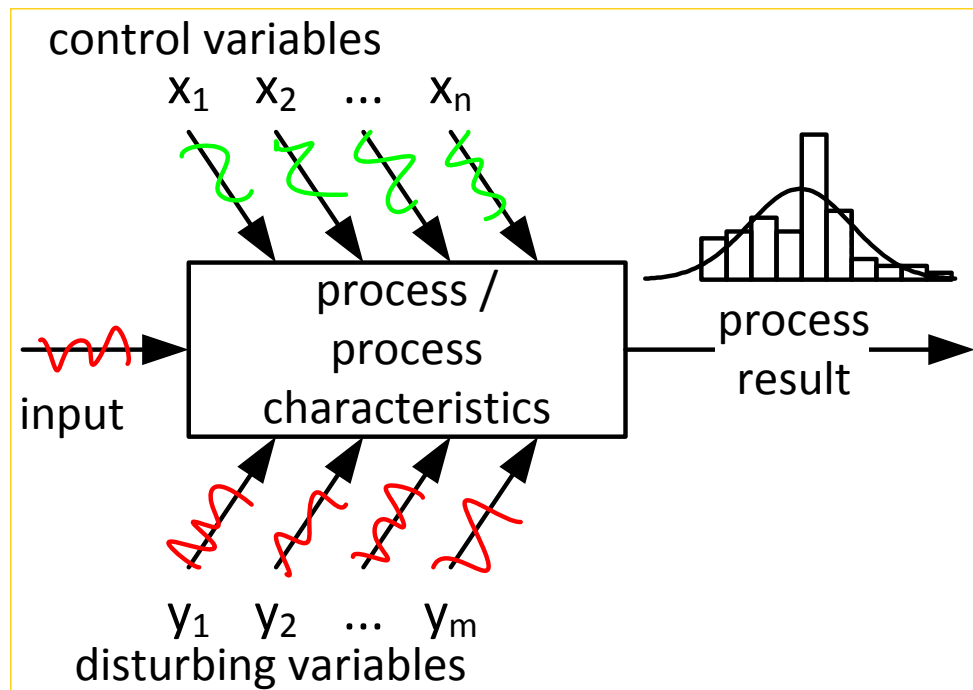 control variables
x₁ x₂ ... xₙ
process /
process
characteristics
input
process
result
y₁ y₂ ... yₘ
disturbing variables